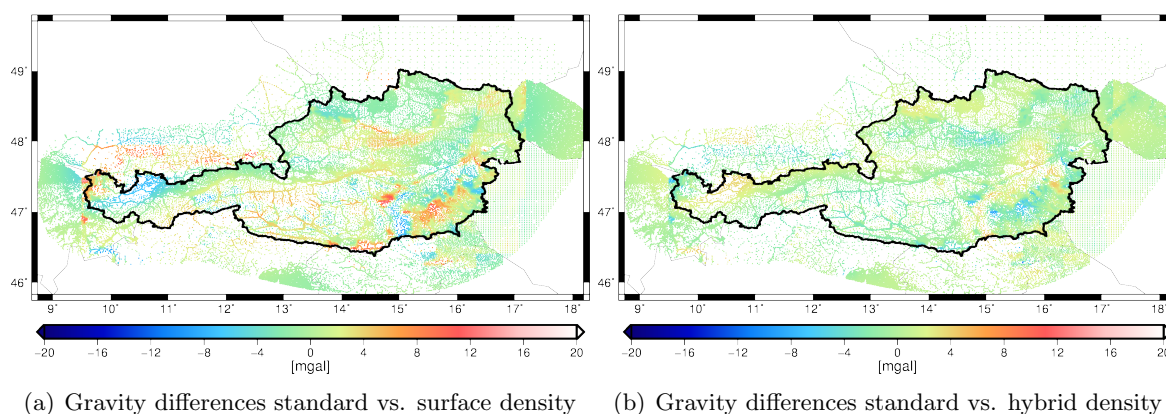 49°
48°
47°
46°
9° 10° 11° 12° 13° 14° 15° 16° 17° 18°
−20 −16 −12 −8 −4 0 4 8 12 16 20
[mgal]
(a) Gravity differences standard vs. surface density
49°
48°
47°
46°
9° 10° 11° 12° 13° 14° 15° 16° 17° 18°
−20 −16 −12 −8 −4 0 4 8 12 16 20
[mgal]
(b) Gravity differences standard vs. hybrid density